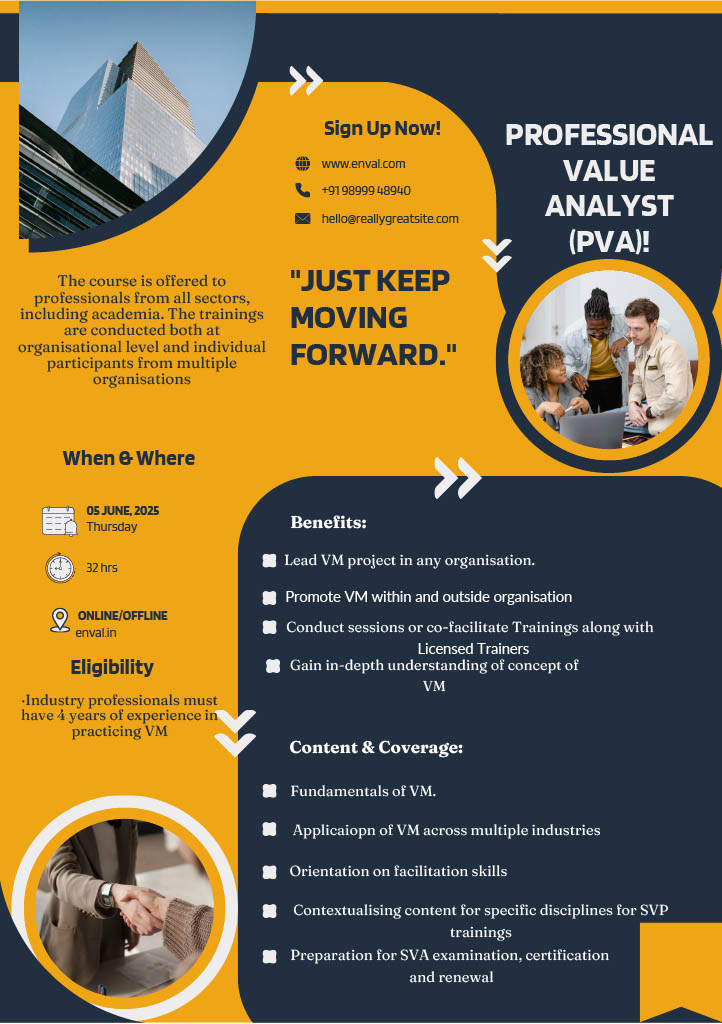 Sign Up Now!
www.enval.com
+91 98999 48940
hello@reallygreatsite.com
PROFESSIONAL
VALUE
ANALYST
(PVA)!
The course is offered to
professionals from all sectors,
including academia. The trainings
are conducted both at
organisational level and individual
participants from multiple
organisations
"JUST KEEP
MOVING
FORWARD."
When & Where
05 JUNE, 2025
Thursday
32 hrs
ONLINE/OFFLINE
enval.in
Eligibility
·Industry professionals must
have 4 years of experience in
practicing VM
Benefits:
Lead VM project in any organisation.
Promote VM within and outside organisation
Conduct sessions or co-facilitate Trainings along with
Licensed Trainers
Gain in-depth understanding of concept of
VM
Content & Coverage:
Fundamentals of VM.
Applicaiopn of VM across multiple industries
Orientation on facilitation skills
Contextualising content for specific disciplines for SVP
trainings
Preparation for SVA examination, certification
and renewal